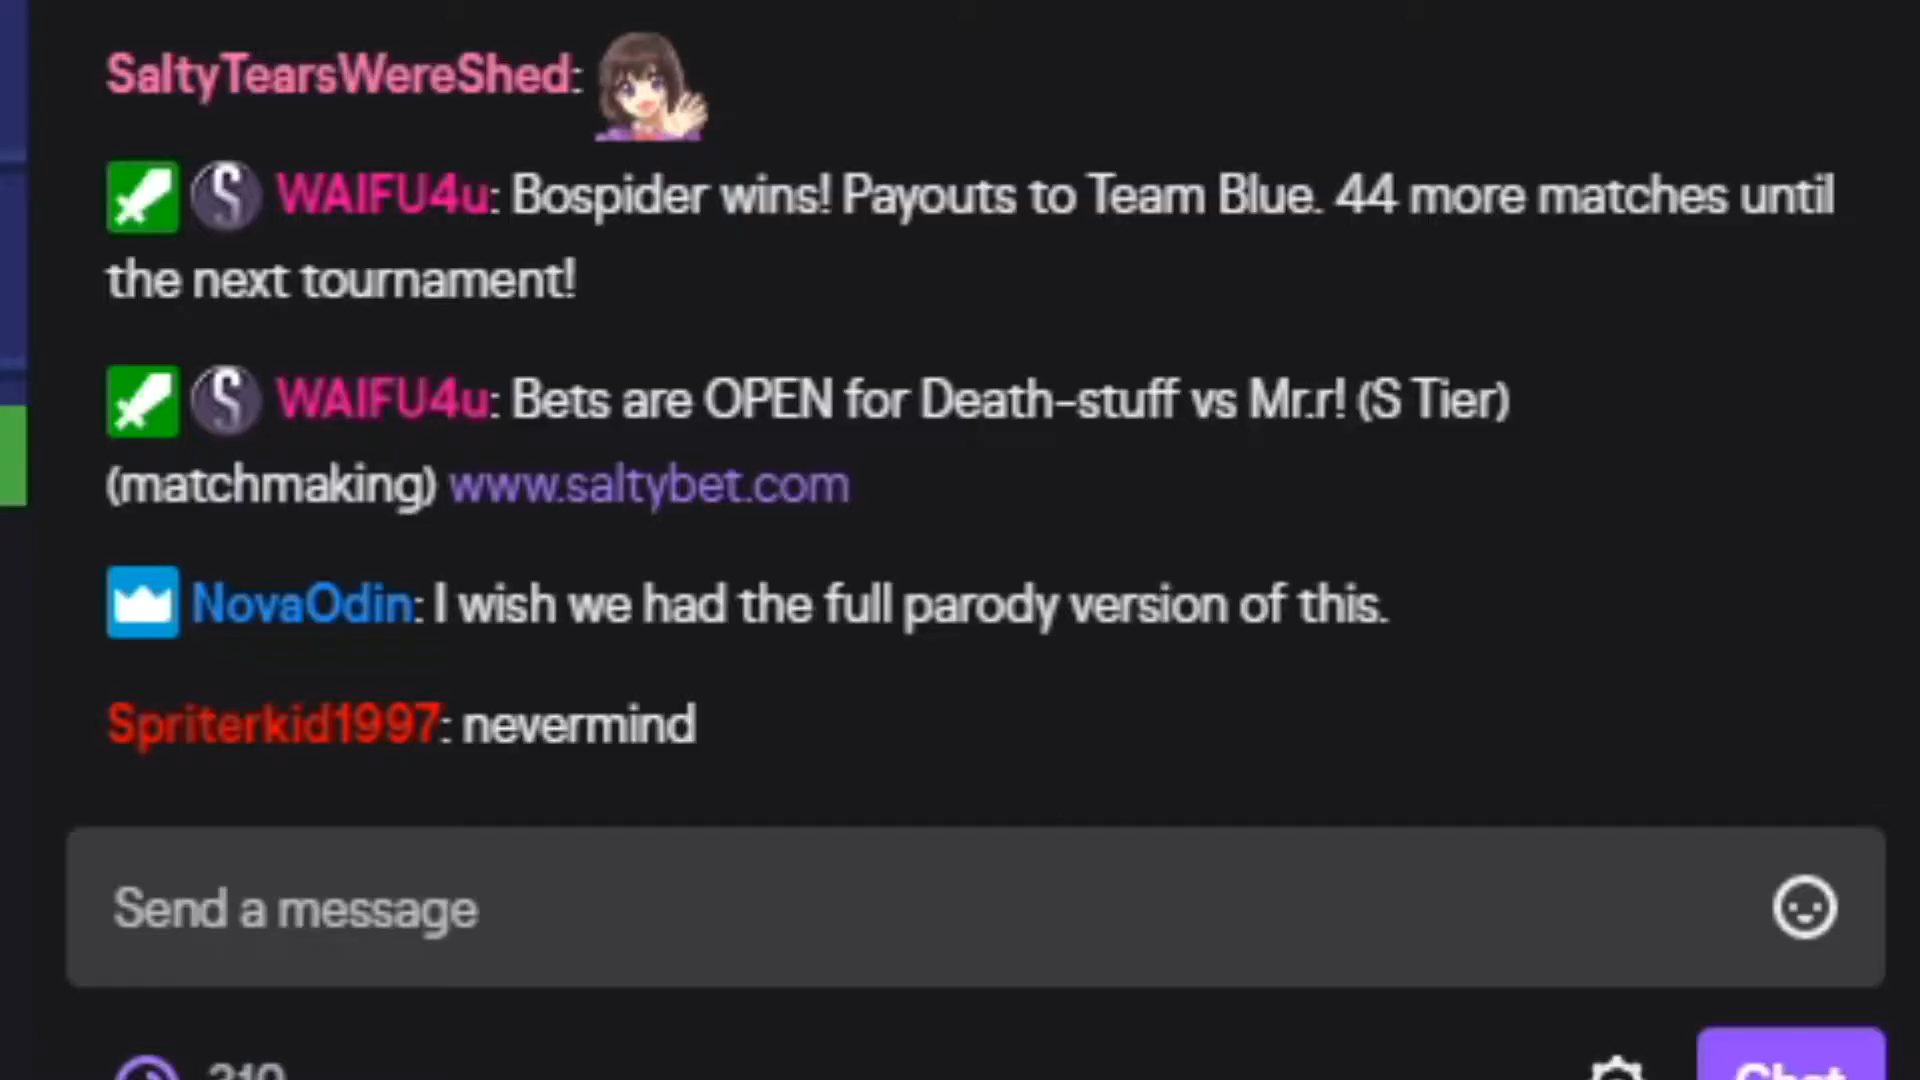 SaltyTearsWereShed:
S WAIFU4u: Bospider wins! Payouts to Team Blue. 44 more matches until
the next tournament!
S WAIFU4u: Bets are OPEN for Death-stuff vs Mr.r! (S Tier)
(matchmaking) www.saltybet.com
NovaOdin: I wish we had the full parody version of this.
Spriterkid1997: nevermind
Send a message
310 Chat